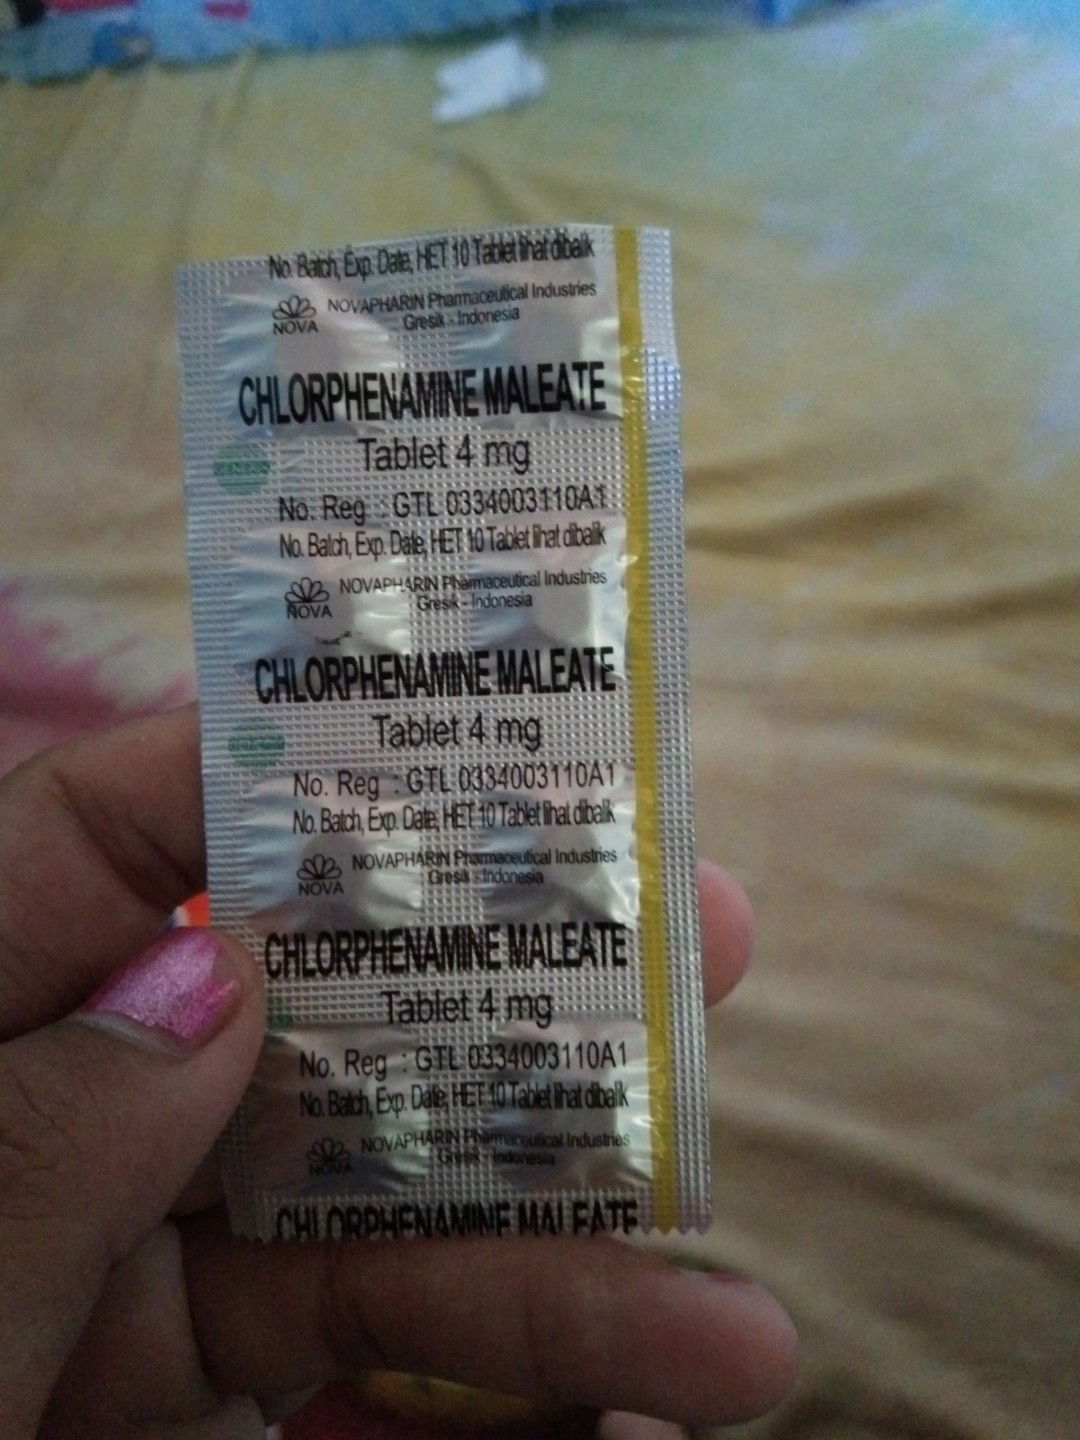 No. Batch, Exp. Date, HET 10 Tablet lihat dibalik
NOVA
NOVAPHARIN Pharmaceutical Industries
Gresik - Indonesia
CHLORPHENAMINE MALEATE
Tablet 4 mg
No. Reg : GTL 0334003110A1
No. Batch, Exp. Date, HET 10 Tablet lihat dibalik
NOVA
NOVAPHARIN Pharmaceutical Industries
Gresik - Indonesia
CHLORPHENAMINE MALEATE
Tablet 4 mg
No. Reg : GTL 0334003110A1
No. Batch, Exp. Date, HET 10 Tablet lihat dibalik
NOVA
NOVAPHARIN Pharmaceutical Industries
Gresik - Indonesia
CHLORPHENAMINE MALEATE
Tablet 4 mg
No. Reg : GTL 0334003110A1
No. Batch, Exp. Date, HET 10 Tablet lihat dibalik
NOVA
NOVAPHARIN Pharmaceutical Industries
Gresik - Indonesia
CHLORPHENAMINE MALEATE